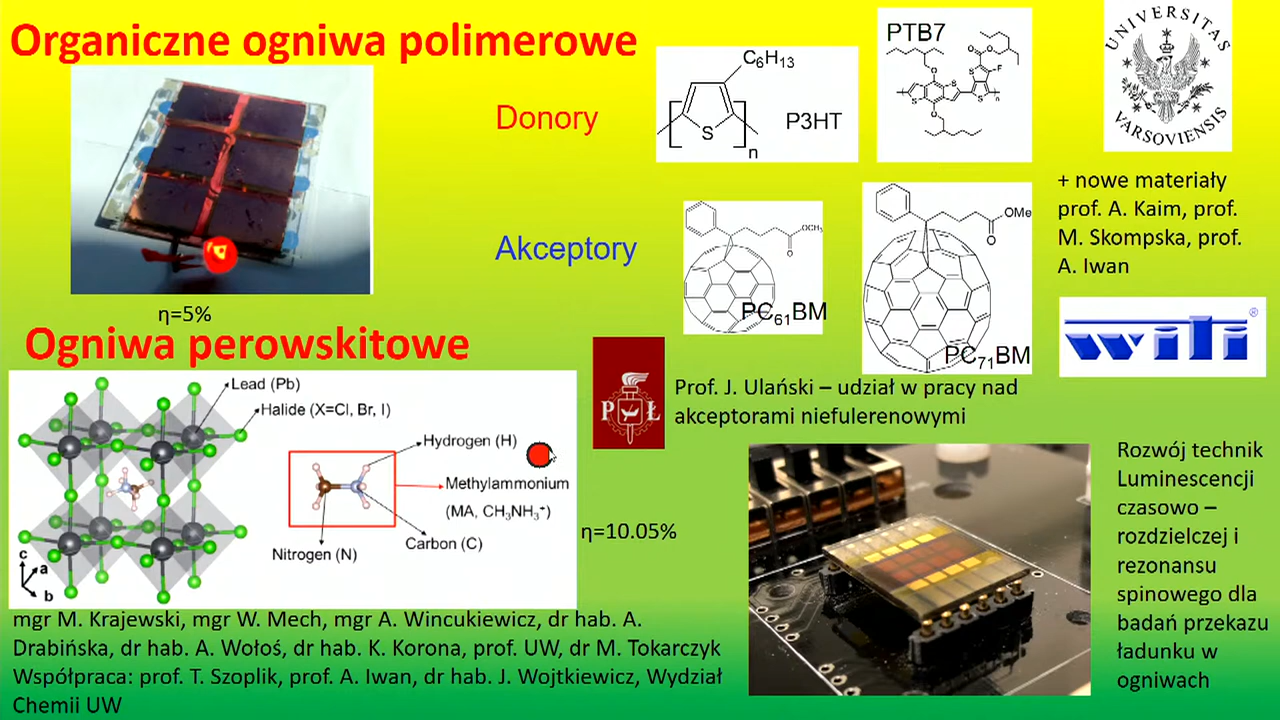 Organiczne ogniwa polimerowe
Donory
C6H13
S
n
P3HT
PTB7
UNIVERSITAS
VARSOVIENSIS
Akceptory
OCH3
O
PC61BM
OMe
O
PC71BM
+ nowe materiały
prof. A. Kaim, prof.
M. Skompska, prof.
A. Iwan
η=5%
Ogniwa perowskitowe
witi®
P Ł
Prof. J. Ulański – udział w pracy nad
akceptorami niefulerenowymi
Lead (Pb)
Halide (X=Cl, Br, I)
Hydrogen (H)
Methylammonium
(MA, CH3NH3+)
Carbon (C)
Nitrogen (N)
c
a
b
η=10.05%
Rozwój technik
Luminescencji
czasowo –
rozdzielczej i
rezonansu
spinowego dla
badań przekazu
ładunku w
ogniwach
mgr M. Krajewski, mgr W. Mech, mgr A. Wincukiewicz, dr hab. A.
Drabińska, dr hab. A. Wołoś, dr hab. K. Korona, prof. UW, dr M. Tokarczyk
Współpraca: prof. T. Szoplik, prof. A. Iwan, dr hab. J. Wojtkiewicz, Wydział
Chemii UW